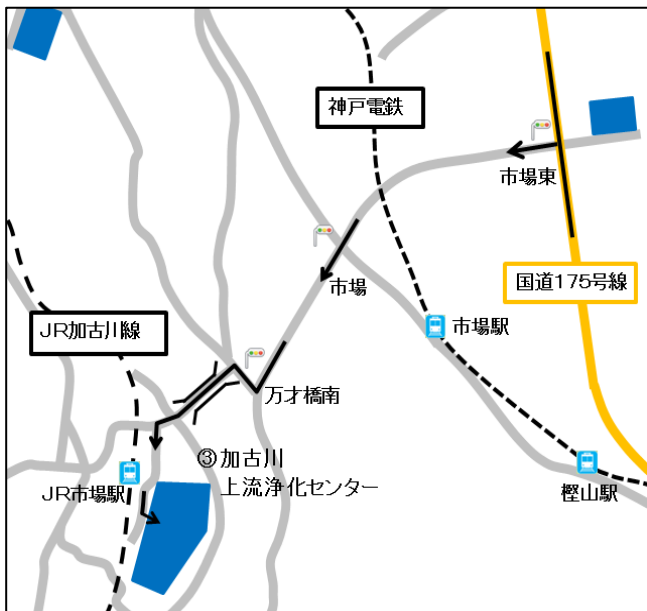 神戸電鉄
市場東
国道175号線
市場
市場駅
JR加古川線
万才橋南
③加古川
上流浄化センター
JR市場駅
樫山駅